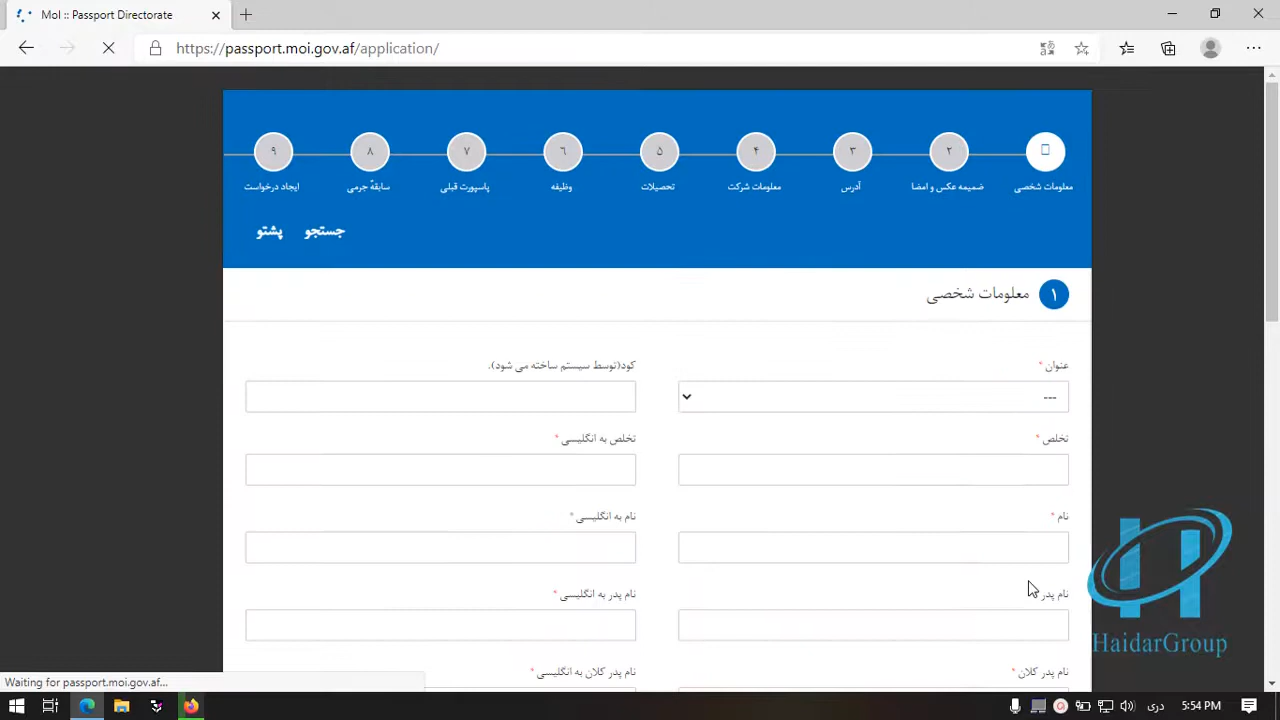 MoI :: Passport Directorate
https://passport.moi.gov.af/application/
۲ ۳ ۴ ۵ ۶ ۷ ۸ ۹
معلومات شخصی ضمیمه عکس و امضا آدرس معلومات شرکت تحصیلات وظیفه پاسپورت قبلی سابقهٔ جرمی ایجاد درخواست
جستجو پشتو
۱ معلومات شخصی
عنوان * کود(توسط سیستم ساخته می شود).
---
تخلص * تخلص به انگلیسی *
نام * نام به انگلیسی *
نام پدر نام پدر به انگلیسی *
نام پدر کلان * نام پدر کلان به انگلیسی *
HaidarGroup
Waiting for passport.moi.gov.af...
دری 5:54 PM